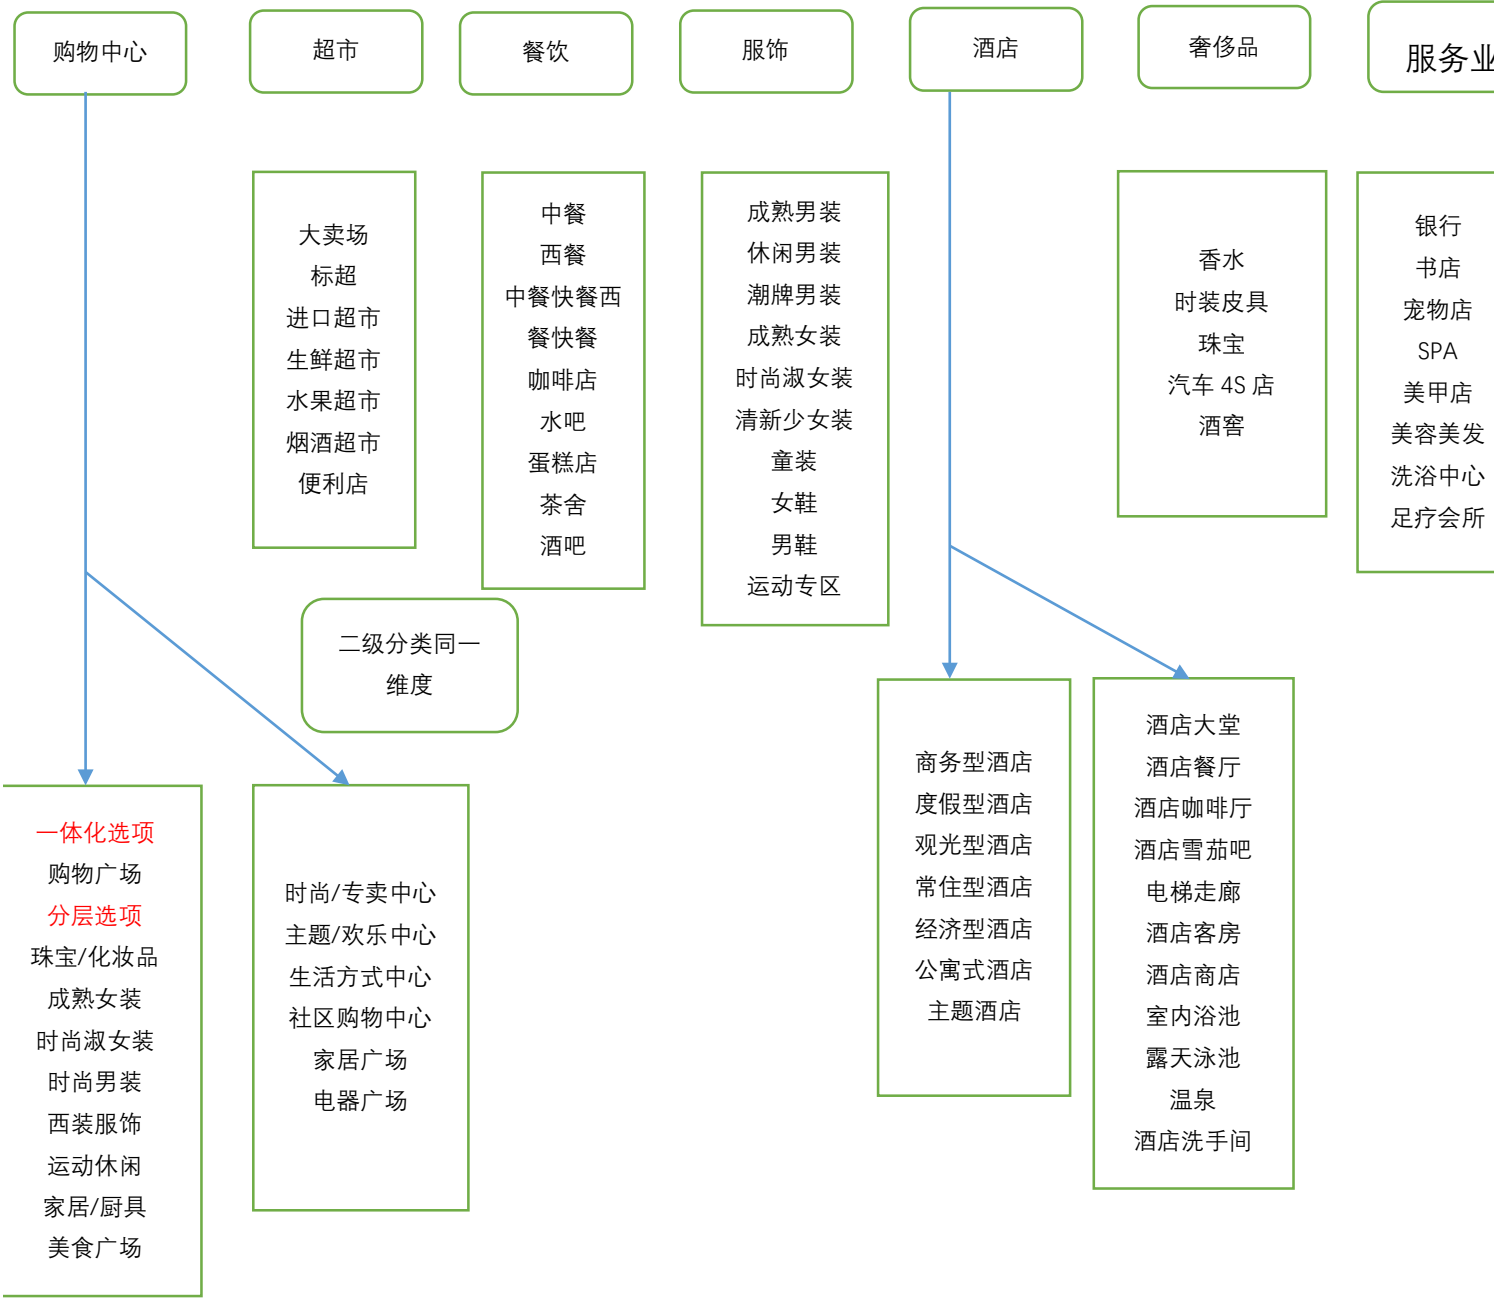 购物中心
超市
餐饮
服饰
酒店
奢侈品
服务业
大卖场
标超
进口超市
生鲜超市
水果超市
烟酒超市
便利店
中餐
西餐
中餐快餐西
餐快餐
咖啡店
水吧
蛋糕店
茶舍
酒吧
成熟男装
休闲男装
潮牌男装
成熟女装
时尚淑女装
清新少女装
童装
女鞋
男鞋
运动专区
香水
时装皮具
珠宝
汽车 4S 店
酒窖
银行
书店
宠物店
SPA
美甲店
美容美发
洗浴中心
足疗会所
二级分类同一
维度
一体化选项
购物广场
分层选项
珠宝/化妆品
成熟女装
时尚淑女装
时尚男装
西装服饰
运动休闲
家居/厨具
美食广场
时尚/专卖中心
主题/欢乐中心
生活方式中心
社区购物中心
家居广场
电器广场
商务型酒店
度假型酒店
观光型酒店
常住型酒店
经济型酒店
公寓式酒店
主题酒店
酒店大堂
酒店餐厅
酒店咖啡厅
酒店雪茄吧
电梯走廊
酒店客房
酒店商店
室内浴池
露天泳池
温泉
酒店洗手间